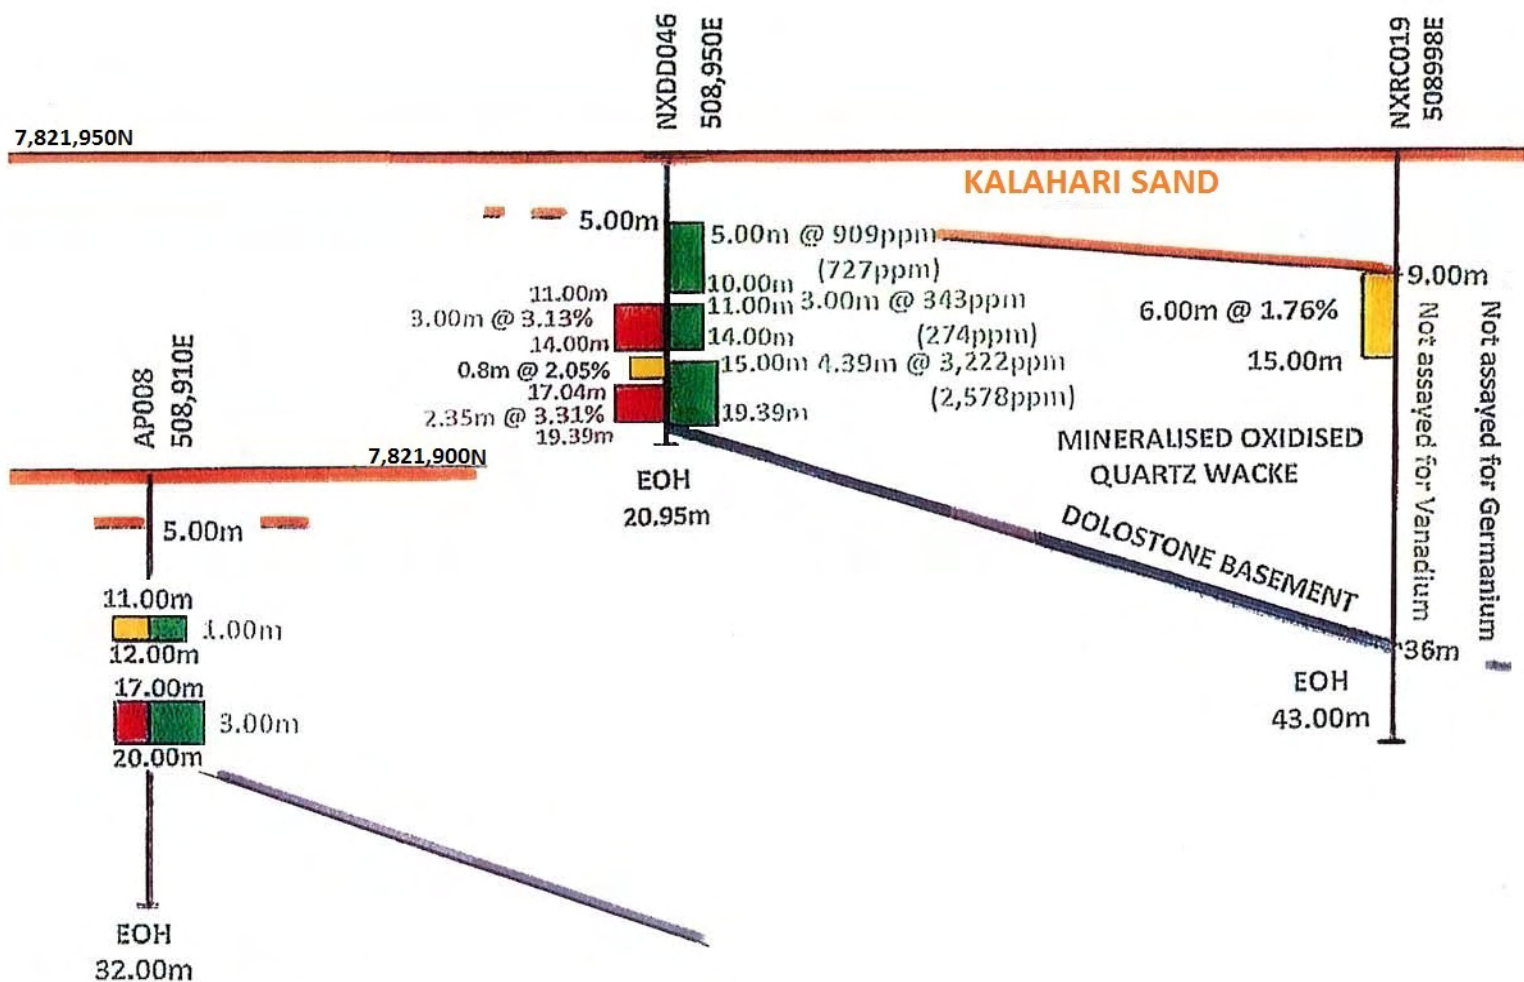 NXDD046
508,950E
NXRC019
508998E
7,821,950N
KALAHARI SAND
5.00m
5.00m @ 909ppm
(727ppm)
10.00m
9.00m
11.00m
11.00m 3.00m @ 343ppm
3.00m @ 3.13%
(274ppm)
14.00m
14.00m
6.00m @ 1.76%
15.00m
0.8m @ 2.05%
15.00m 4.39m @ 3,222ppm
(2,578ppm)
17.04m
2.35m @ 3.31%
19.39m
19.39m
Not assayed for Vanadium
Not assayed for Germanium
MINERALISED OXIDISED
QUARTZ WACKE
DOLOSTONE BASEMENT
EOH
20.95m
36m
EOH
43.00m
AP008
508,910E
7,821,900N
5.00m
11.00m
1.00m
12.00m
17.00m
3.00m
20.00m
EOH
32.00m